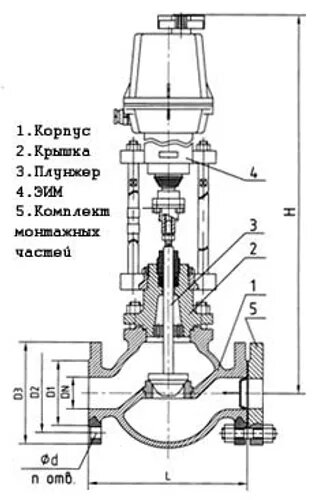 1.Корпус
2.Крышка
3.Плунжер
4.ЭИМ
5.Комплект
монтажных
частей
4
H
3
2
1
5
D3
D2
D1
DN
Ød
n отв.
L